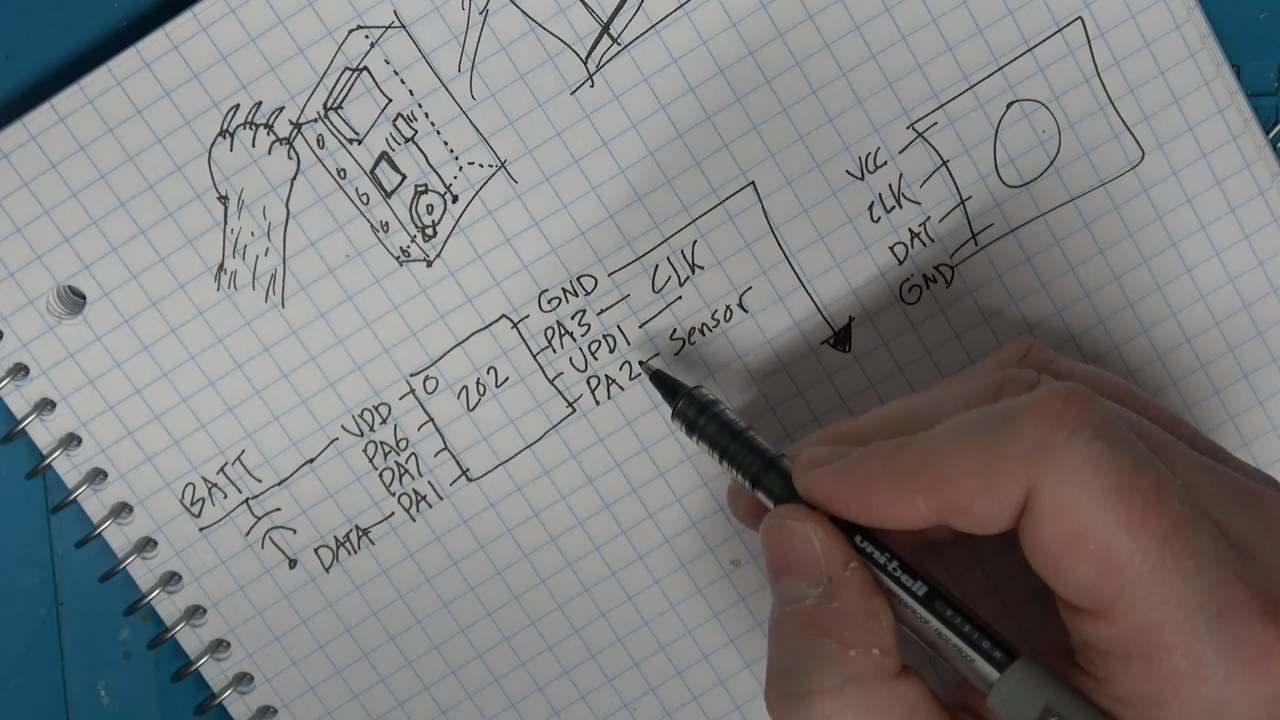 VCC
CLK
DAT
GND
GND
PA3 CLK
UPDI
PA2 Sensor
202
VDD
PA6
PA7
PA1
BATT
DATA
uni-ball
VISION